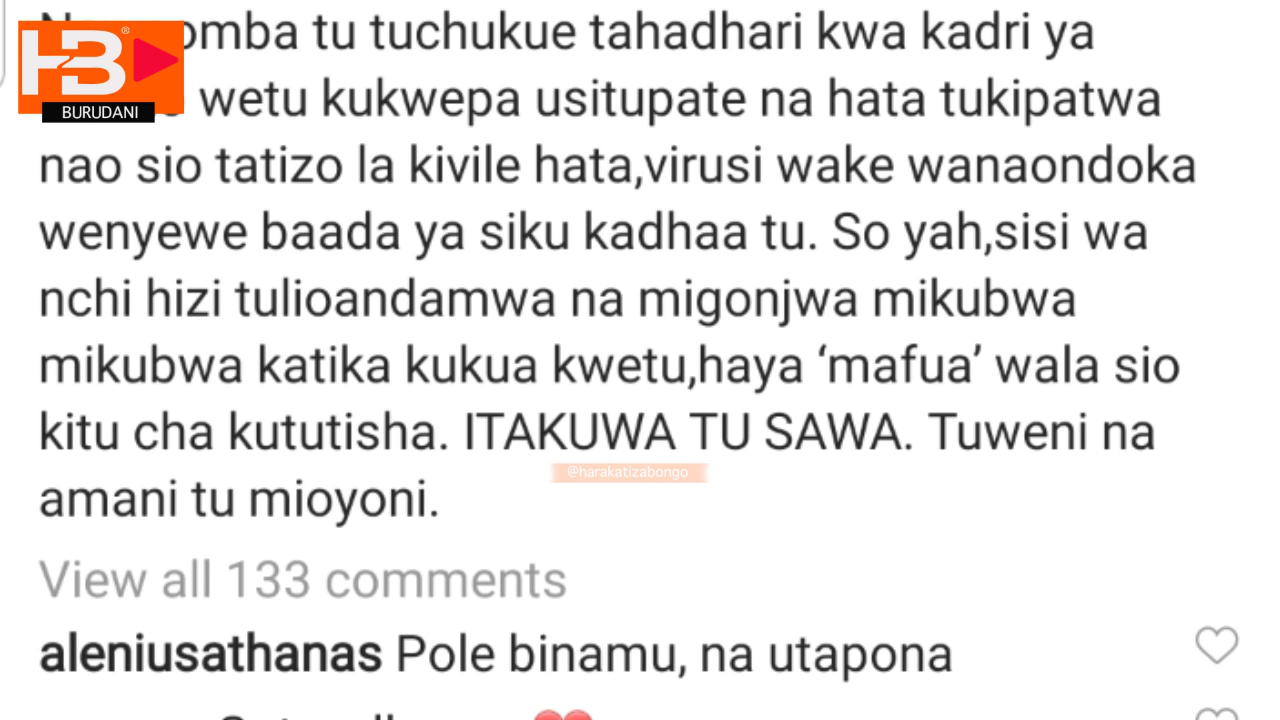 HB®
BURUDANI
tu tuchukue tahadhari kwa kadri ya
wetu kukwepa usitupate na hata tukipatwa
nao sio tatizo la kivile hata,virusi wake wanaondoka
wenyewe baada ya siku kadhaa tu. So yah,sisi wa
nchi hizi tulioandamwa na migonjwa mikubwa
mikubwa katika kukua kwetu,haya ‘mafua’ wala sio
kitu cha kututisha. ITAKUWA TU SAWA. Tuweni na
@harakatizabongo
amani tu mioyoni.
View all 133 comments
aleniusathanas Pole binamu, na utapona